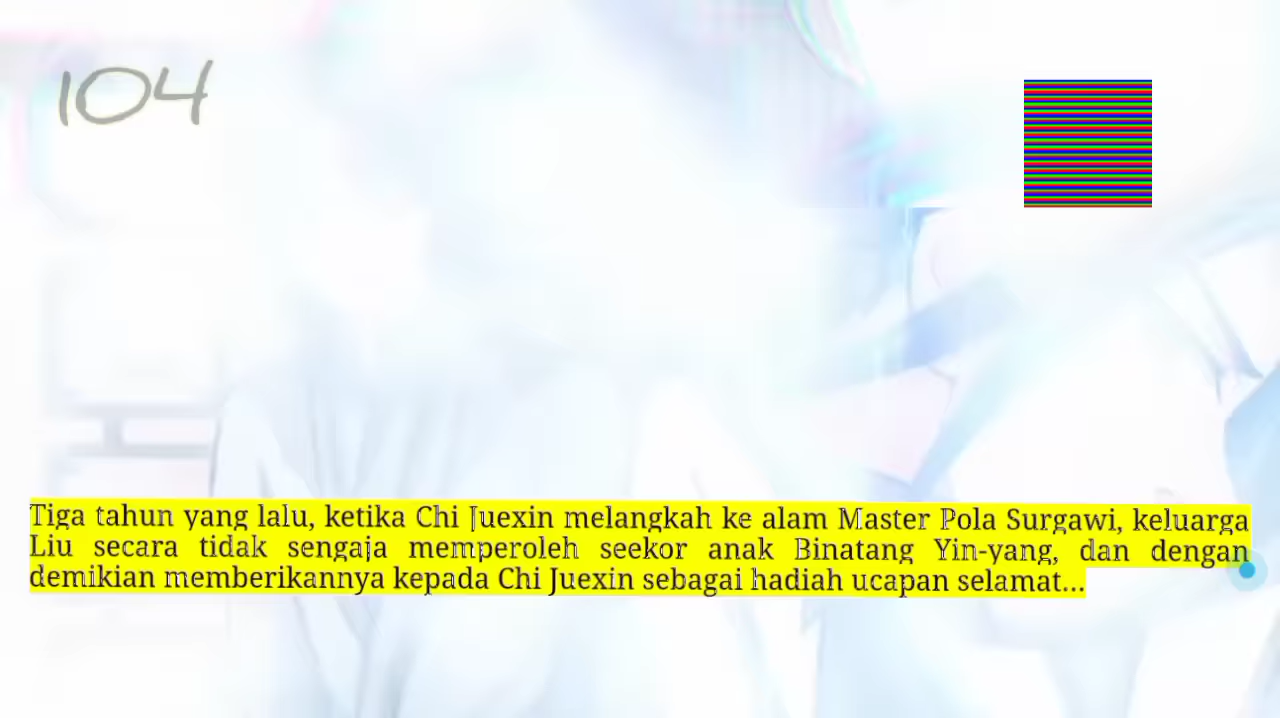 104
Tiga tahun yang lalu, ketika Chi Juexin melangkah ke alam Master Pola Surgawi, keluarga
Liu secara tidak sengaja memperoleh seekor anak Binatang Yin-yang, dan dengan
demikian memberikannya kepada Chi Juexin sebagai hadiah ucapan selamat...